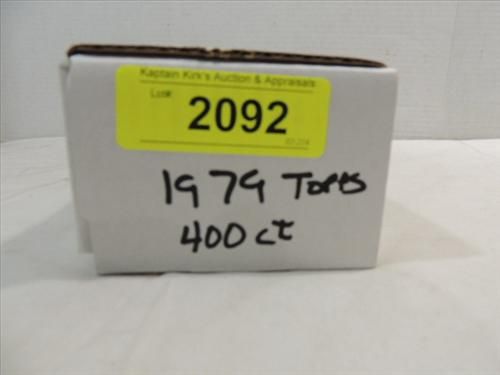 Kaptain Kirk's Auction & Appraisals
Lot#:
2092
1979 Topps
400 ct